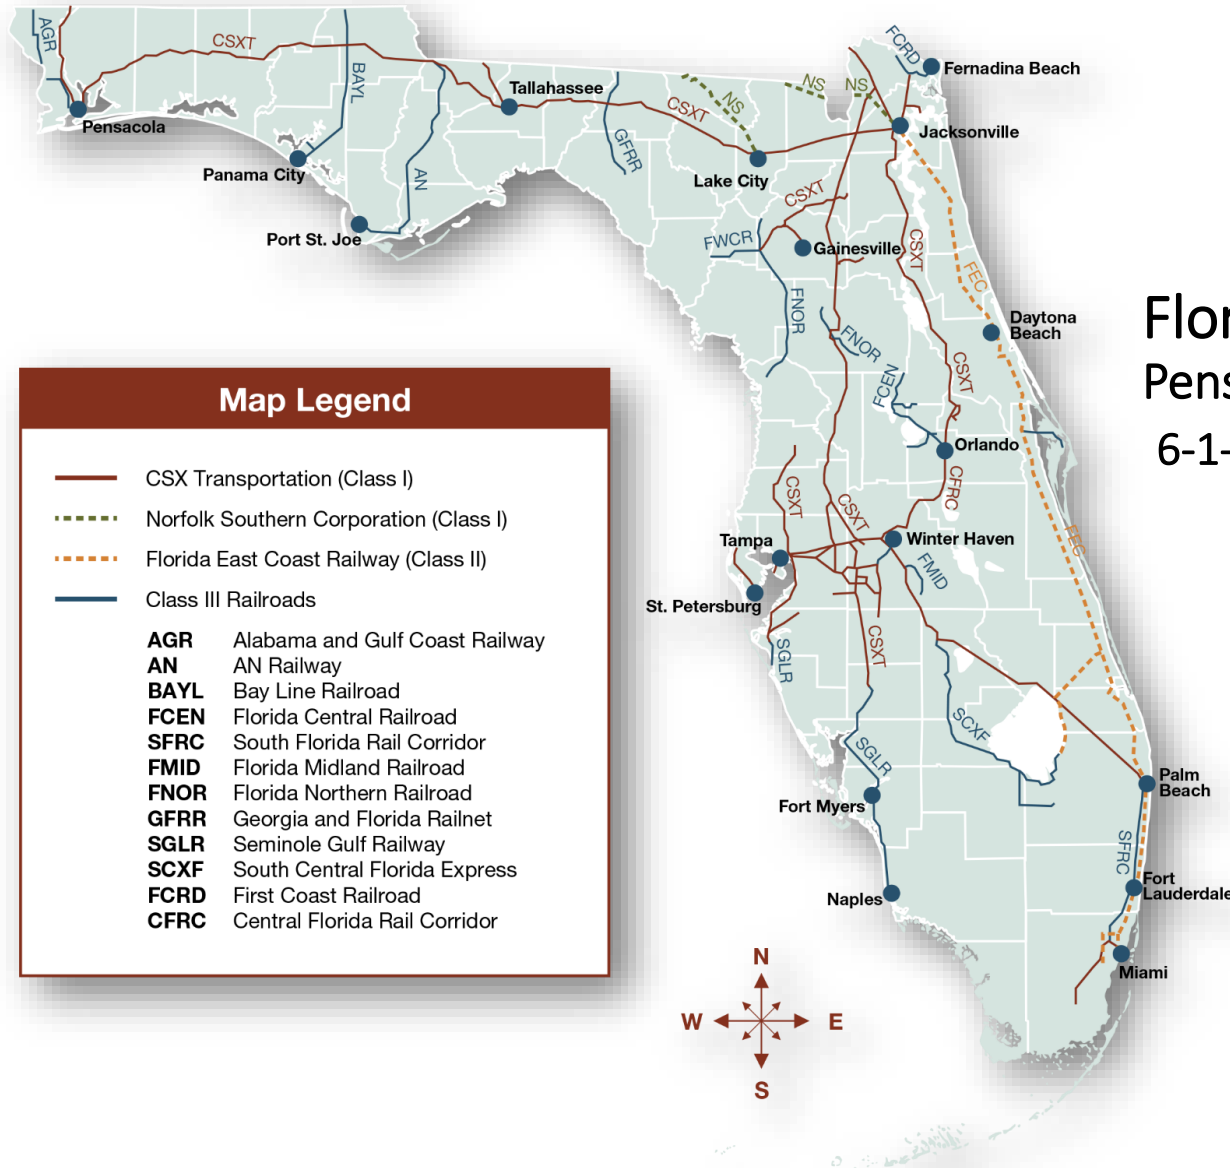 AGR
CSXT
BAYL
Pensacola
Panama City
Port St. Joe
AN
Tallahassee
GFRR
CSXT
NS
NS
NS
Lake City
FCRD
Fernadina Beach
Jacksonville
CSXT
FWCR
Gainesville
CSXT
FEC
FNOR
FNOR
Daytona
Beach
FCEN
CSXT
Orlando
CFRC
CSXT
CSXT
Tampa
Winter Haven
FMID
FEC
St. Petersburg
SGLR
CSXT
SCXF
SGLR
Fort Myers
Palm
Beach
SFRC
Naples
Fort
Lauderdale
Miami
Flor
Pens
6-1-
Map Legend
CSX Transportation (Class I)
Norfolk Southern Corporation (Class I)
Florida East Coast Railway (Class II)
Class III Railroads
AGR Alabama and Gulf Coast Railway
AN AN Railway
BAYL Bay Line Railroad
FCEN Florida Central Railroad
SFRC South Florida Rail Corridor
FMID Florida Midland Railroad
FNOR Florida Northern Railroad
GFRR Georgia and Florida Railnet
SGLR Seminole Gulf Railway
SCXF South Central Florida Express
FCRD First Coast Railroad
CFRC Central Florida Rail Corridor
N
W E
S